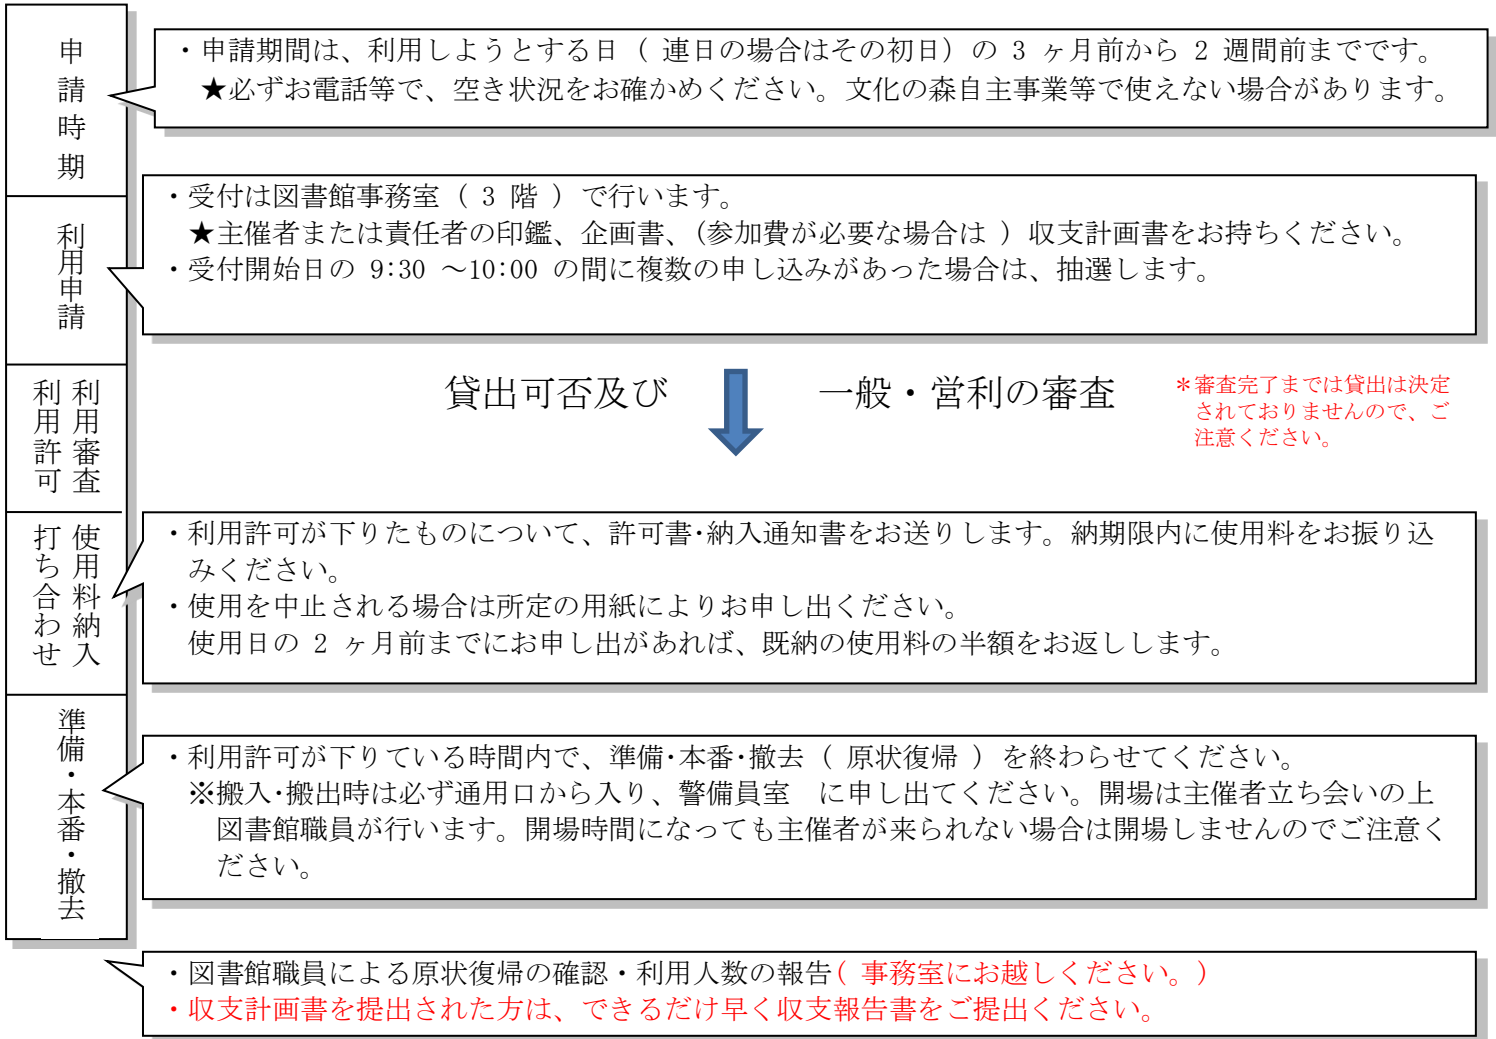 申請時期
・申請期間は、利用しようとする日（ 連日の場合はその初日）の 3 ヶ月前から 2 週間前までです。
★必ずお電話等で、空き状況をお確かめください。文化の森自主事業等で使えない場合があります。
利用申請
・受付は図書館事務室（ 3 階 ）で行います。
★主催者または責任者の印鑑、企画書、(参加費が必要な場合は ）収支計画書をお持ちください。
・受付開始日の 9:30 ～10:00 の間に複数の申し込みがあった場合は、抽選します。
利用審査
利用許可
貸出可否及び 一般・営利の審査
＊審査完了までは貸出は決定
されておりませんので、ご
注意ください。
使用料納入
打ち合わせ
・利用許可が下りたものについて、許可書･納入通知書をお送りします。納期限内に使用料をお振り込
みください。
・使用を中止される場合は所定の用紙によりお申し出ください。
使用日の 2 ヶ月前までにお申し出があれば、既納の使用料の半額をお返しします。
準備・本番・撤去
・利用許可が下りている時間内で、準備･本番･撤去（ 原状復帰 ）を終わらせてください。
※搬入･搬出時は必ず通用口から入り、警備員室　に申し出てください。開場は主催者立ち会いの上
図書館職員が行います。開場時間になっても主催者が来られない場合は開場しませんのでご注意く
ださい。
・図書館職員による原状復帰の確認・利用人数の報告( 事務室にお越しください。)
・収支計画書を提出された方は、できるだけ早く収支報告書をご提出ください。